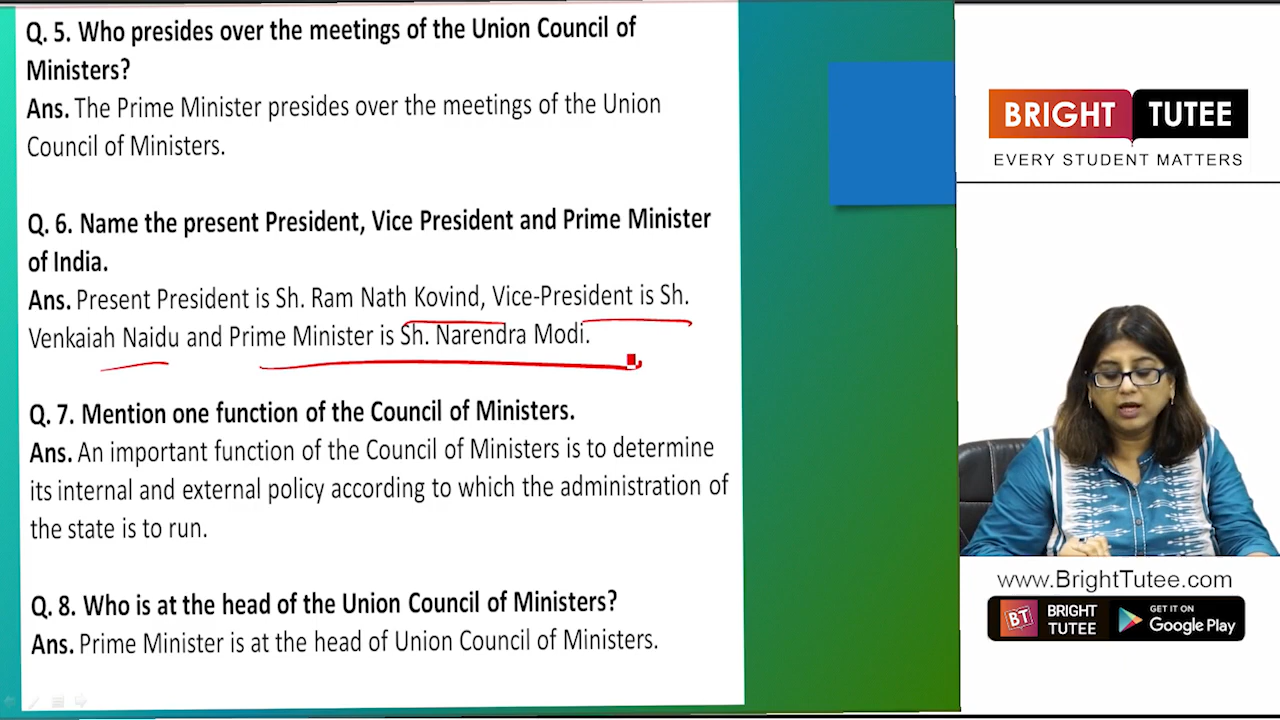 Q. 5. Who presides over the meetings of the Union Council of
Ministers?
Ans. The Prime Minister presides over the meetings of the Union
Council of Ministers.
Q. 6. Name the present President, Vice President and Prime Minister
of India.
Ans. Present President is Sh. Ram Nath Kovind, Vice-President is Sh.
Venkaiah Naidu and Prime Minister is Sh. Narendra Modi.
Q. 7. Mention one function of the Council of Ministers.
Ans. An important function of the Council of Ministers is to determine
its internal and external policy according to which the administration of
the state is to run.
Q. 8. Who is at the head of the Union Council of Ministers?
Ans. Prime Minister is at the head of Union Council of Ministers.
BRIGHT TUTEE
EVERY STUDENT MATTERS
www.BrightTutee.com
BT
BRIGHT
TUTEE
GET IT ON
Google Play